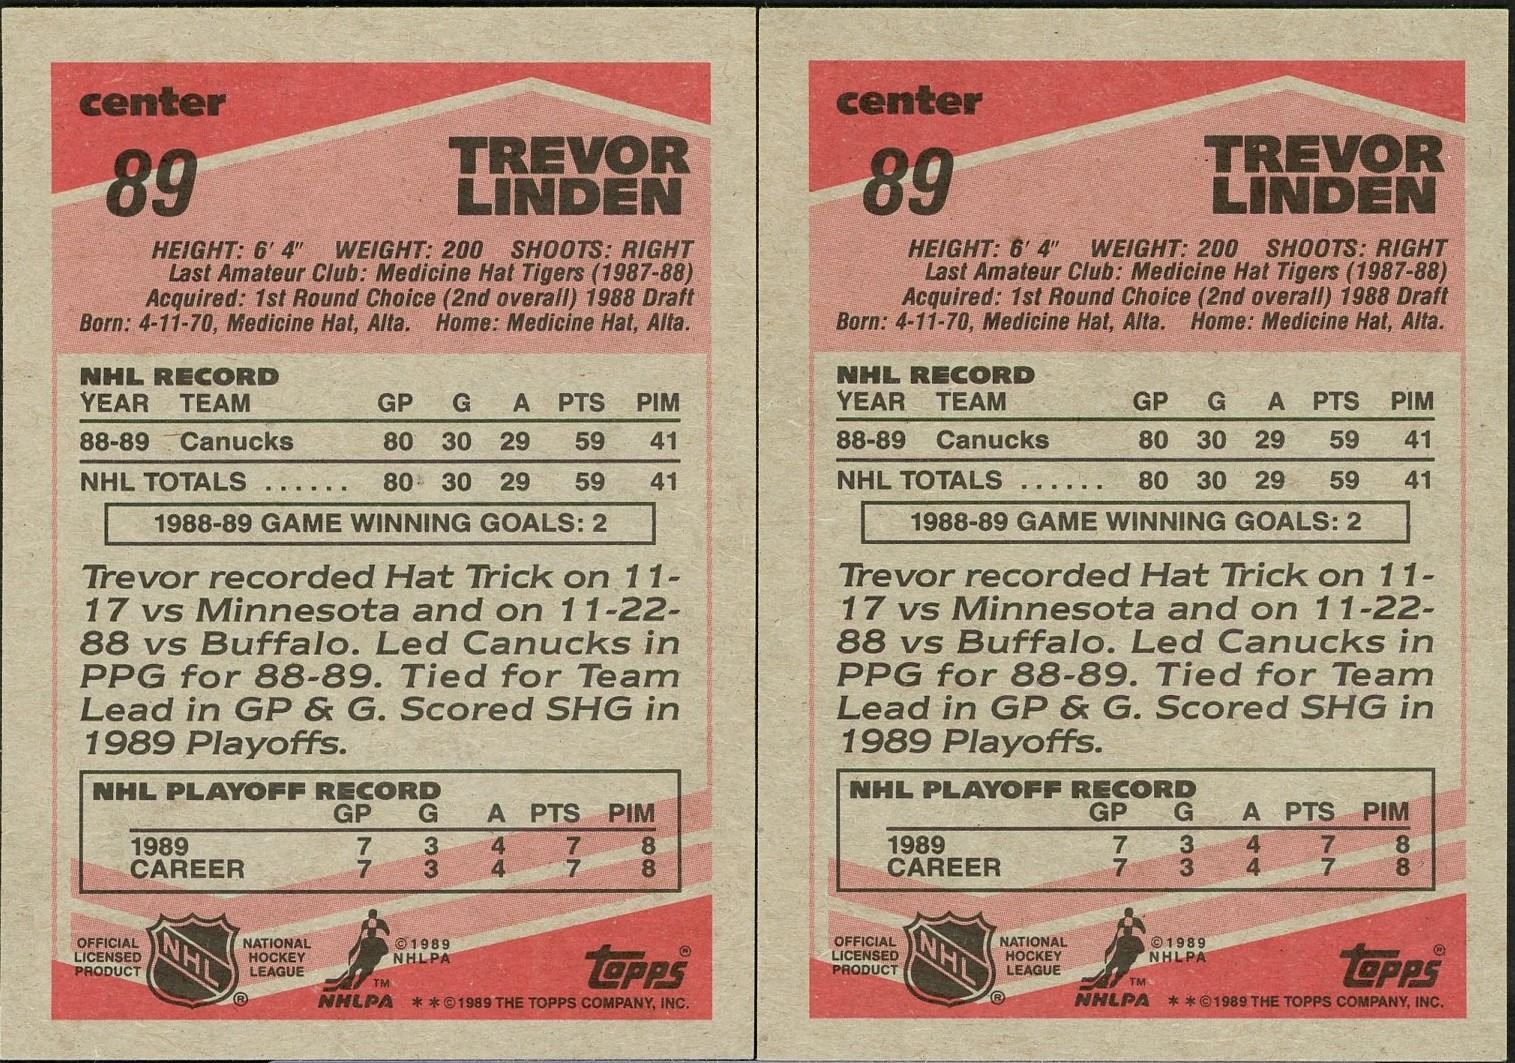 center
89
TREVOR
LINDEN
HEIGHT: 6' 4" WEIGHT: 200 SHOOTS: RIGHT
Last Amateur Club: Medicine Hat Tigers (1987-88)
Acquired: 1st Round Choice (2nd overall) 1988 Draft
Born: 4-11-70, Medicine Hat, Alta. Home: Medicine Hat, Alta.
NHL RECORD
YEAR TEAM GP G A PTS PIM
88-89 Canucks 80 30 29 59 41
NHL TOTALS ...... 80 30 29 59 41
1988-89 GAME WINNING GOALS: 2
Trevor recorded Hat Trick on 11-
17 vs Minnesota and on 11-22-
88 vs Buffalo. Led Canucks in
PPG for 88-89. Tied for Team
Lead in GP & G. Scored SHG in
1989 Playoffs.
NHL PLAYOFF RECORD
GP G A PTS PIM
1989 7 3 4 7 8
CAREER 7 3 4 7 8
OFFICIAL
LICENSED
PRODUCT
NHL
®
NATIONAL
HOCKEY
LEAGUE
TM
NHLPA
©1989
NHLPA
topps®
**©1989 THE TOPPS COMPANY, INC.
center
89
TREVOR
LINDEN
HEIGHT: 6' 4" WEIGHT: 200 SHOOTS: RIGHT
Last Amateur Club: Medicine Hat Tigers (1987-88)
Acquired: 1st Round Choice (2nd overall) 1988 Draft
Born: 4-11-70, Medicine Hat, Alta. Home: Medicine Hat, Alta.
NHL RECORD
YEAR TEAM GP G A PTS PIM
88-89 Canucks 80 30 29 59 41
NHL TOTALS ...... 80 30 29 59 41
1988-89 GAME WINNING GOALS: 2
Trevor recorded Hat Trick on 11-
17 vs Minnesota and on 11-22-
88 vs Buffalo. Led Canucks in
PPG for 88-89. Tied for Team
Lead in GP & G. Scored SHG in
1989 Playoffs.
NHL PLAYOFF RECORD
GP G A PTS PIM
1989 7 3 4 7 8
CAREER 7 3 4 7 8
OFFICIAL
LICENSED
PRODUCT
NHL
®
NATIONAL
HOCKEY
LEAGUE
TM
NHLPA
©1989
NHLPA
topps®
**©1989 THE TOPPS COMPANY, INC.